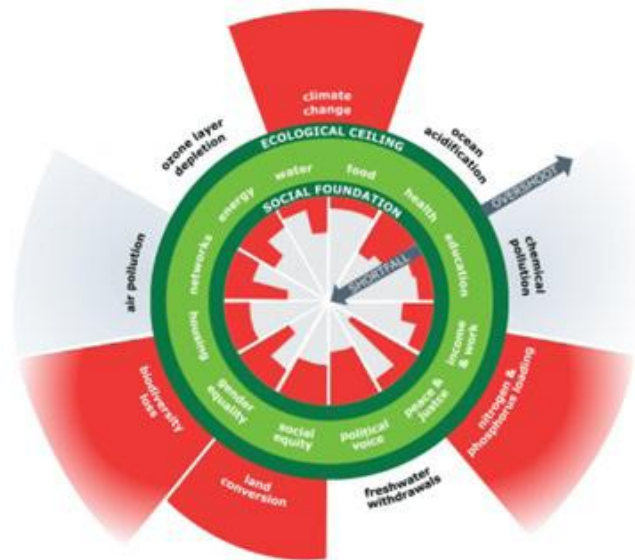 climate
change
ozone layer
depletion
ocean
acidification
ECOLOGICAL CEILING
water
food
energy
health
SOCIAL FOUNDATION
OVERSHOOT
SHORTFALL
networks
education
air pollution
chemical
pollution
housing
income
& work
biodiversity
loss
gender
equality
social
equity
political
voice
peace &
justce
nitrogen &
phosphorus loading
land
conversion
freshwater
withdrawals